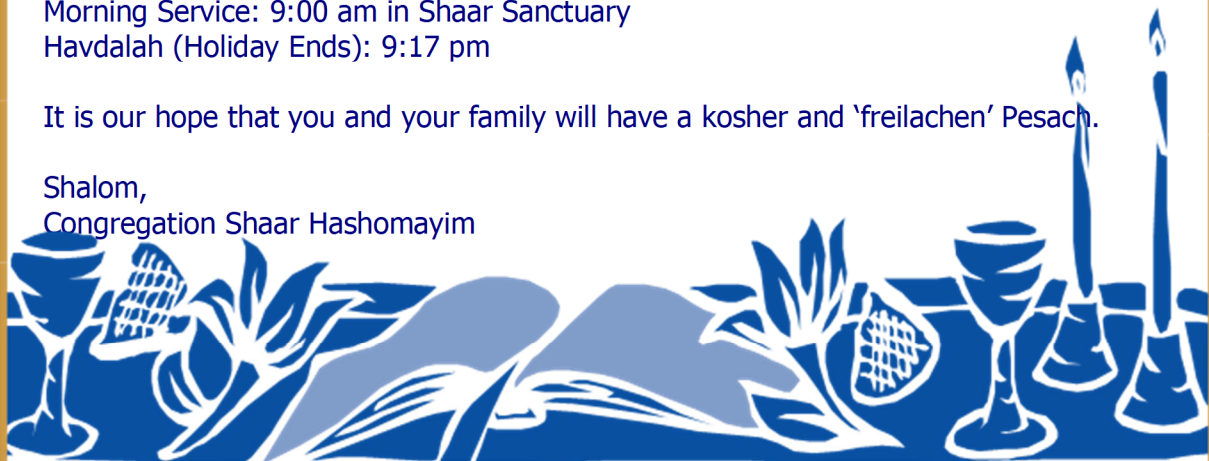 Morning Service: 9:00 am in Shaar Sanctuary
Havdalah (Holiday Ends): 9:17 pm
It is our hope that you and your family will have a kosher and ‘freilachen’ Pesach.
Shalom,
Congregation Shaar Hashomayim